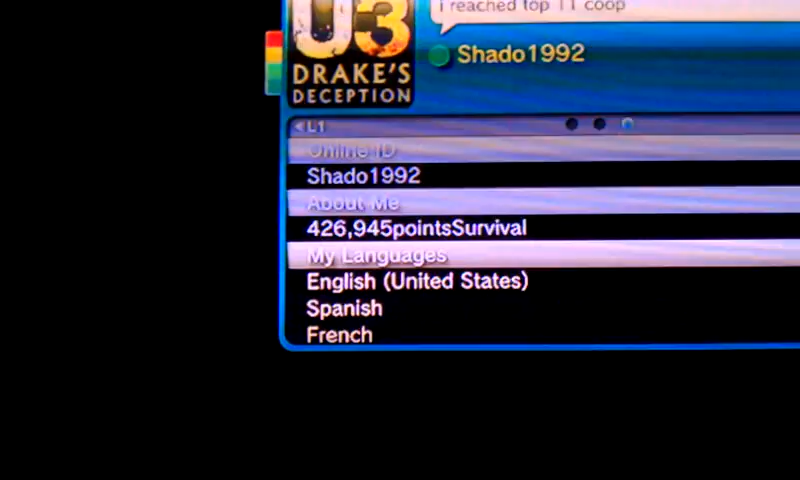 i reached top 11 coop
U3
DRAKE'S
DECEPTION
Shado1992
L1
Online ID
Shado1992
About Me
426,945pointsSurvival
My Languages
English (United States)
Spanish
French